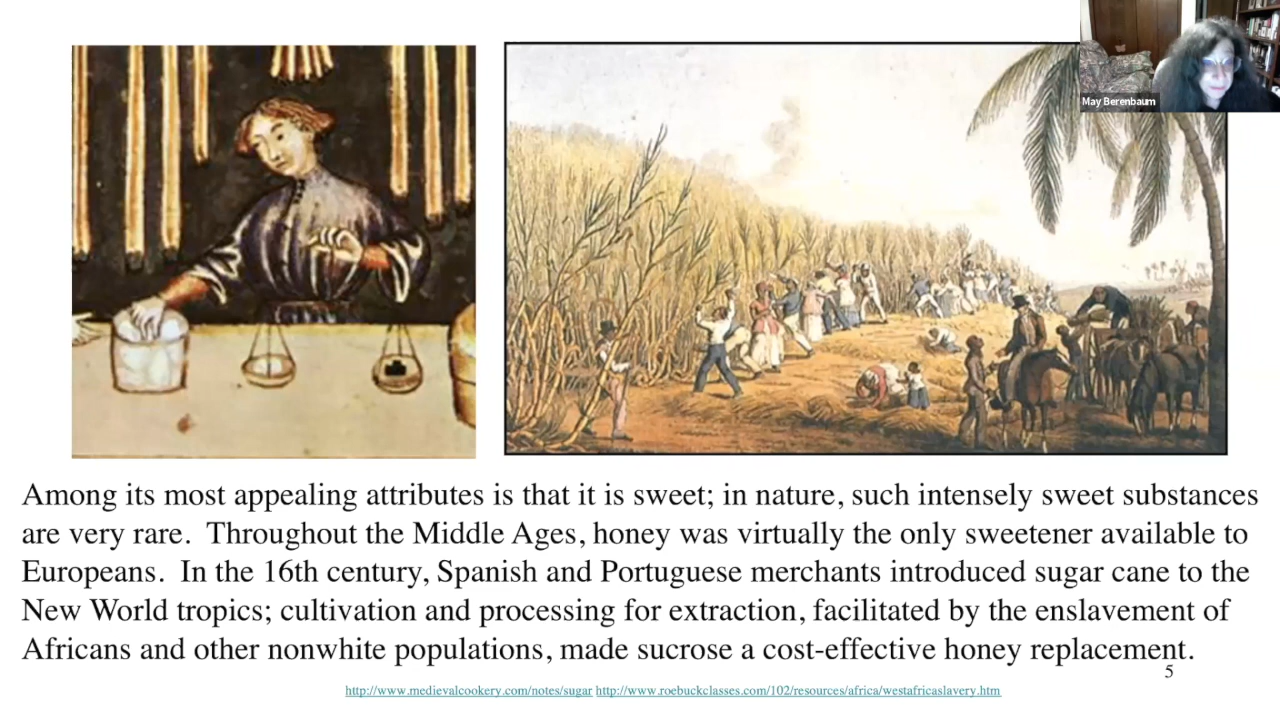 May Berenbaum
Among its most appealing attributes is that it is sweet; in nature, such intensely sweet substances
are very rare.  Throughout the Middle Ages, honey was virtually the only sweetener available to
Europeans.  In the 16th century, Spanish and Portuguese merchants introduced sugar cane to the
New World tropics; cultivation and processing for extraction, facilitated by the enslavement of
Africans and other nonwhite populations, made sucrose a cost-effective honey replacement.
5
http://www.medievalcookery.com/notes/sugar http://www.roebuckclasses.com/102/resources/africa/westafricaslavery.htm